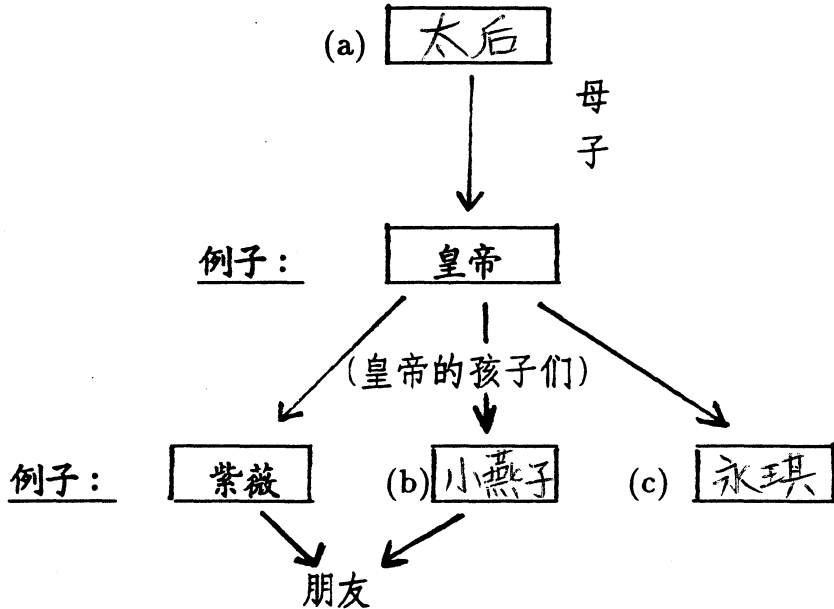 (a) 太后
母
子
例子： 皇帝
(皇帝的孩子们)
例子： 紫薇 (b) 小燕子 (c) 永琪
朋友